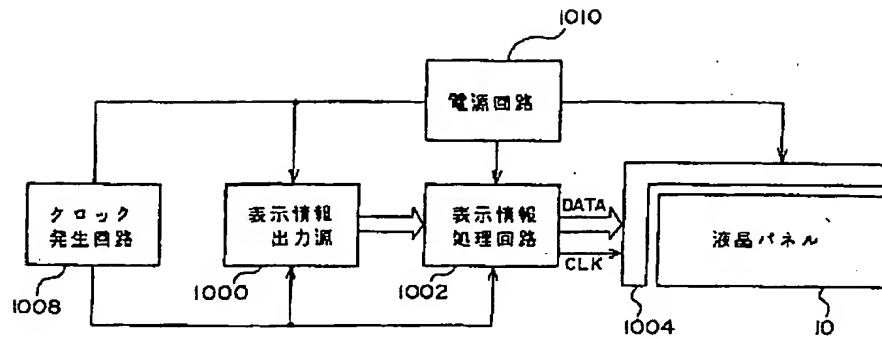 1010
電源回路
クロック
発生回路
1008
表示情報
出力源
1000
表示情報
処理回路
1002
DATA
CLK
液晶パネル
1004
10